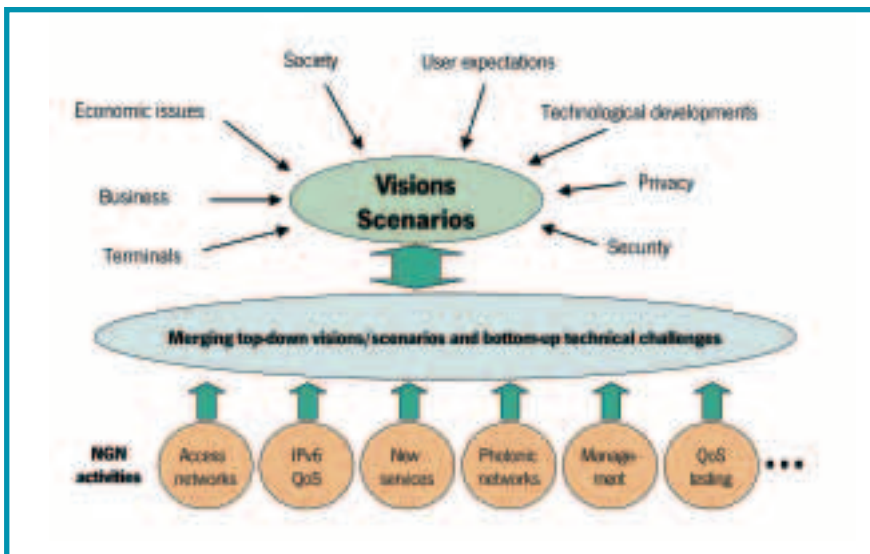 Society
User expectations
Economic issues
Technological developments
Visions
Scenarios
Business
Privacy
Terminals
Security
Merging top-down visions/scenarios and bottom-up technical challenges
NGN
activities
Access
networks
IPv6
QoS
New
services
Photonic
networks
Manage-
ment
QoS
testing
•••